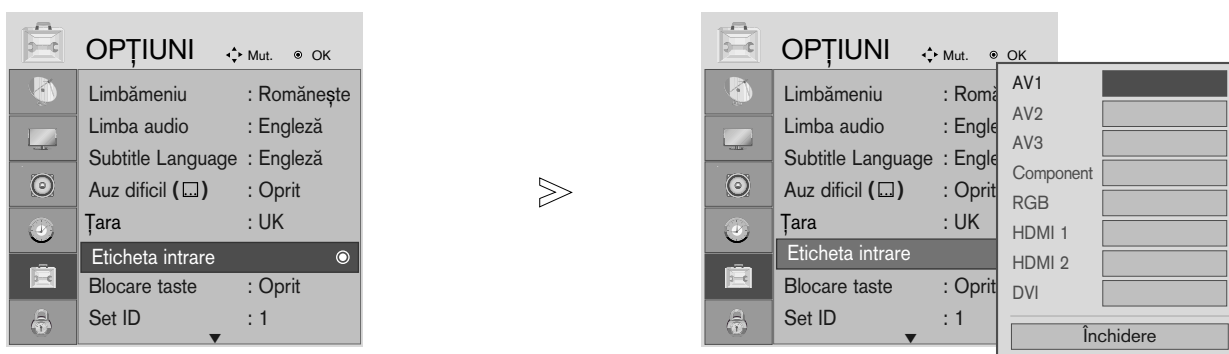 OPȚIUNI Mut. OK
Limbămeniu : Românește
Limba audio : Engleză
Subtitle Language : Engleză
Auz dificil (...) : Oprit
Țara : UK
Eticheta intrare
Blocare taste : Oprit
Set ID : 1
OPȚIUNI Mut. OK
Limbămeniu : Româ
Limba audio : Engle
Subtitle Language : Engle
Auz dificil (...) : Oprit
Țara : UK
Eticheta intrare
Blocare taste : Oprit
Set ID : 1
AV1
AV2
AV3
Component
RGB
HDMI 1
HDMI 2
DVI
Închidere